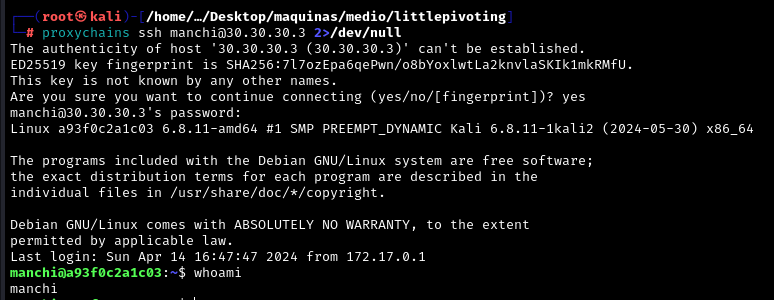 ┌──(root㉿kali)-[/home/…/Desktop/maquinas/medio/littlepivoting]
└─# proxychains ssh manchi@30.30.30.3 2>/dev/null
The authenticity of host '30.30.30.3 (30.30.30.3)' can't be established.
ED25519 key fingerprint is SHA256:7l7ozEpa6qePwn/o8bYoxlwtLa2knvlaSKIk1mkRMfU.
This key is not known by any other names.
Are you sure you want to continue connecting (yes/no/[fingerprint])? yes
manchi@30.30.30.3's password:
Linux a93f0c2a1c03 6.8.11-amd64 #1 SMP PREEMPT_DYNAMIC Kali 6.8.11-1kali2 (2024-05-30) x86_64
The programs included with the Debian GNU/Linux system are free software;
the exact distribution terms for each program are described in the
individual files in /usr/share/doc/*/copyright.
Debian GNU/Linux comes with ABSOLUTELY NO WARRANTY, to the extent
permitted by applicable law.
Last login: Sun Apr 14 16:47:47 2024 from 172.17.0.1
manchi@a93f0c2a1c03:~$ whoami
manchi